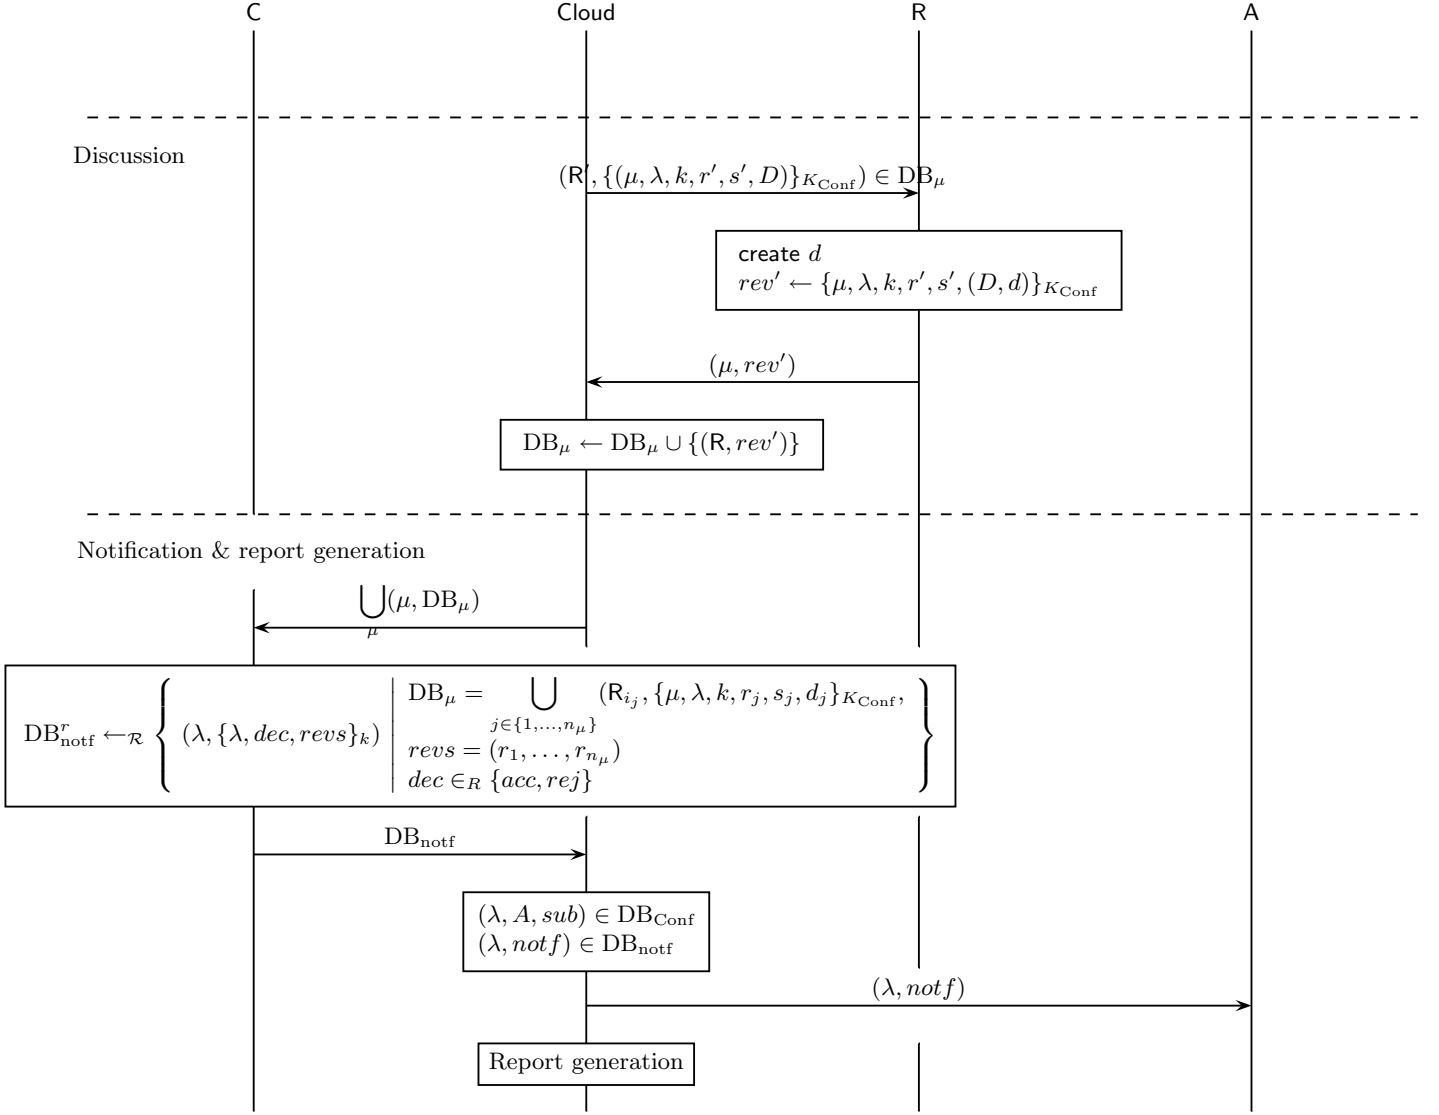 C Cloud R A
Discussion
(R′, {(μ, λ, k, r′, s′, D)}_{K_Conf}) ∈ DB_μ
create d
rev′ ← {μ, λ, k, r′, s′, (D, d)}_{K_Conf}
(μ, rev′)
DB_μ ← DB_μ ∪ {(R, rev′)}
Notification & report generation
⋃_μ (μ, DB_μ)
DB^r_notf ←_ℛ { (λ, {λ, dec, revs}_k) | DB_μ = ⋃_{j∈{1,...,n_μ}} (R_{i_j}, {μ, λ, k, r_j, s_j, d_j}_{K_Conf},
revs = (r_1, . . . , r_{n_μ})
dec ∈_R {acc, rej} }
DB_notf
(λ, A, sub) ∈ DB_Conf
(λ, notf) ∈ DB_notf
(λ, notf)
Report generation